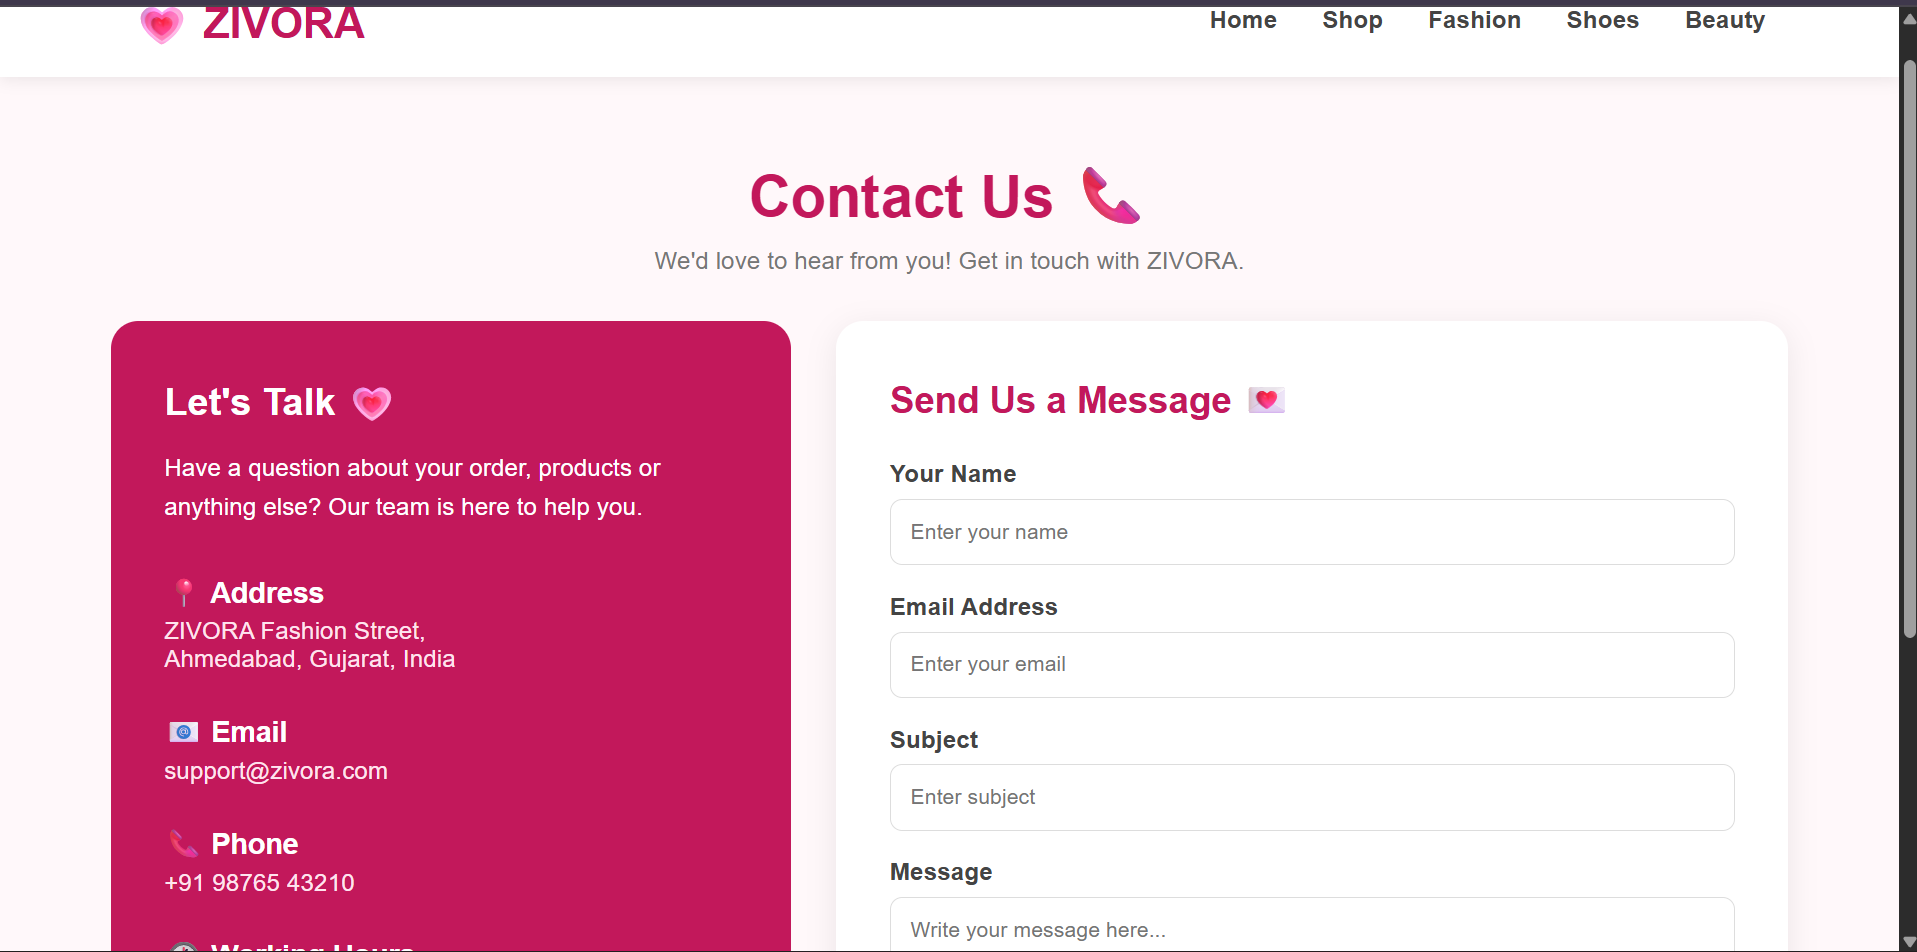 ZIVORA
Home Shop Fashion Shoes Beauty
Contact Us
We'd love to hear from you! Get in touch with ZIVORA.
Let's Talk
Have a question about your order, products or
anything else? Our team is here to help you.
Address
ZIVORA Fashion Street,
Ahmedabad, Gujarat, India
Email
support@zivora.com
Phone
+91 98765 43210
Working Hours
Send Us a Message
Your Name
Enter your name
Email Address
Enter your email
Subject
Enter subject
Message
Write your message here...